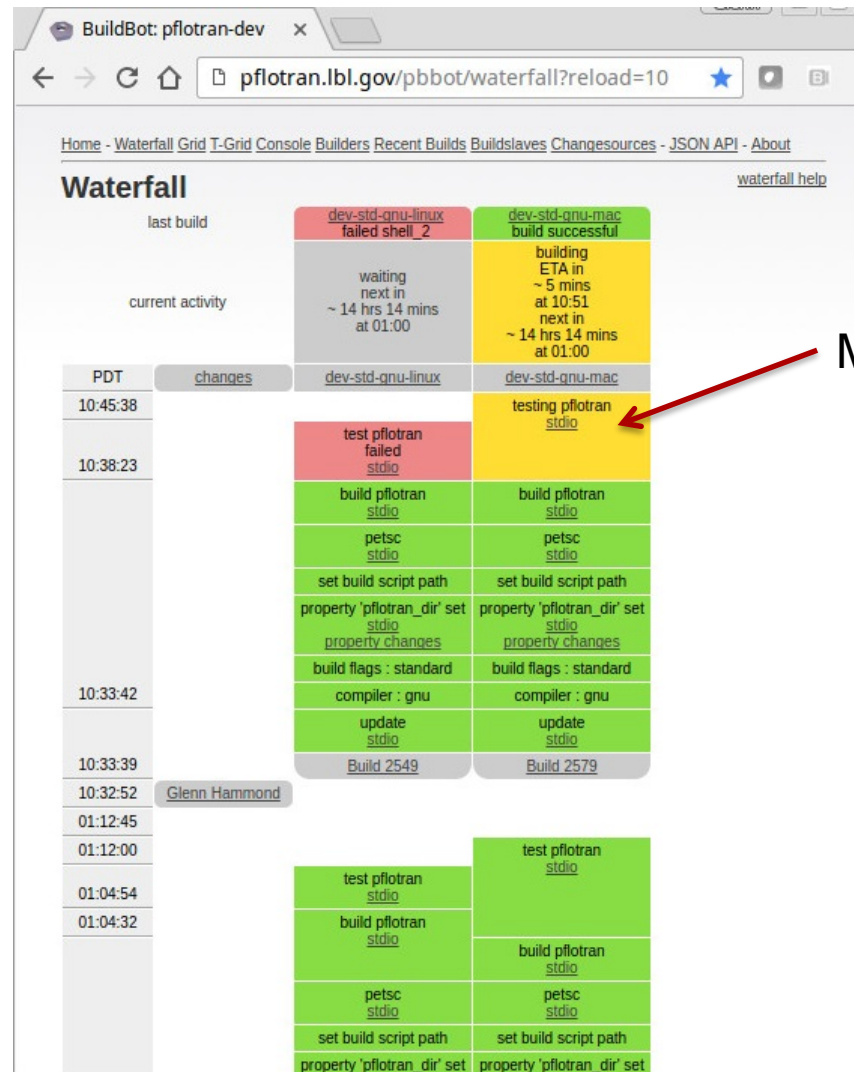 BuildBot: pflotran-dev ×
pflotran.lbl.gov/pbbot/waterfall?reload=10
Home - Waterfall Grid T-Grid Console Builders Recent Builds Buildslaves Changesources - JSON API - About
Waterfall
waterfall help
last build
dev-std-gnu-linux
failed shell_2
dev-std-gnu-mac
build successful
current activity
waiting
next in
~ 14 hrs 14 mins
at 01:00
building
ETA in
~ 5 mins
at 10:51
next in
~ 14 hrs 14 mins
at 01:00
M
PDT changes dev-std-gnu-linux dev-std-gnu-mac
10:45:38
testing pflotran
stdio
test pflotran
failed
stdio
10:38:23
build pflotran
stdio
build pflotran
stdio
petsc
stdio
petsc
stdio
set build script path set build script path
property 'pflotran_dir' set
stdio
property changes
property 'pflotran_dir' set
stdio
property changes
build flags : standard build flags : standard
10:33:42 compiler : gnu compiler : gnu
update
stdio
update
stdio
10:33:39 Build 2549 Build 2579
10:32:52 Glenn Hammond
01:12:45
01:12:00
test pflotran
stdio
test pflotran
stdio
01:04:54
01:04:32
build pflotran
stdio
build pflotran
stdio
petsc
stdio
petsc
stdio
set build script path set build script path
property 'pflotran_dir' set property 'pflotran_dir' set